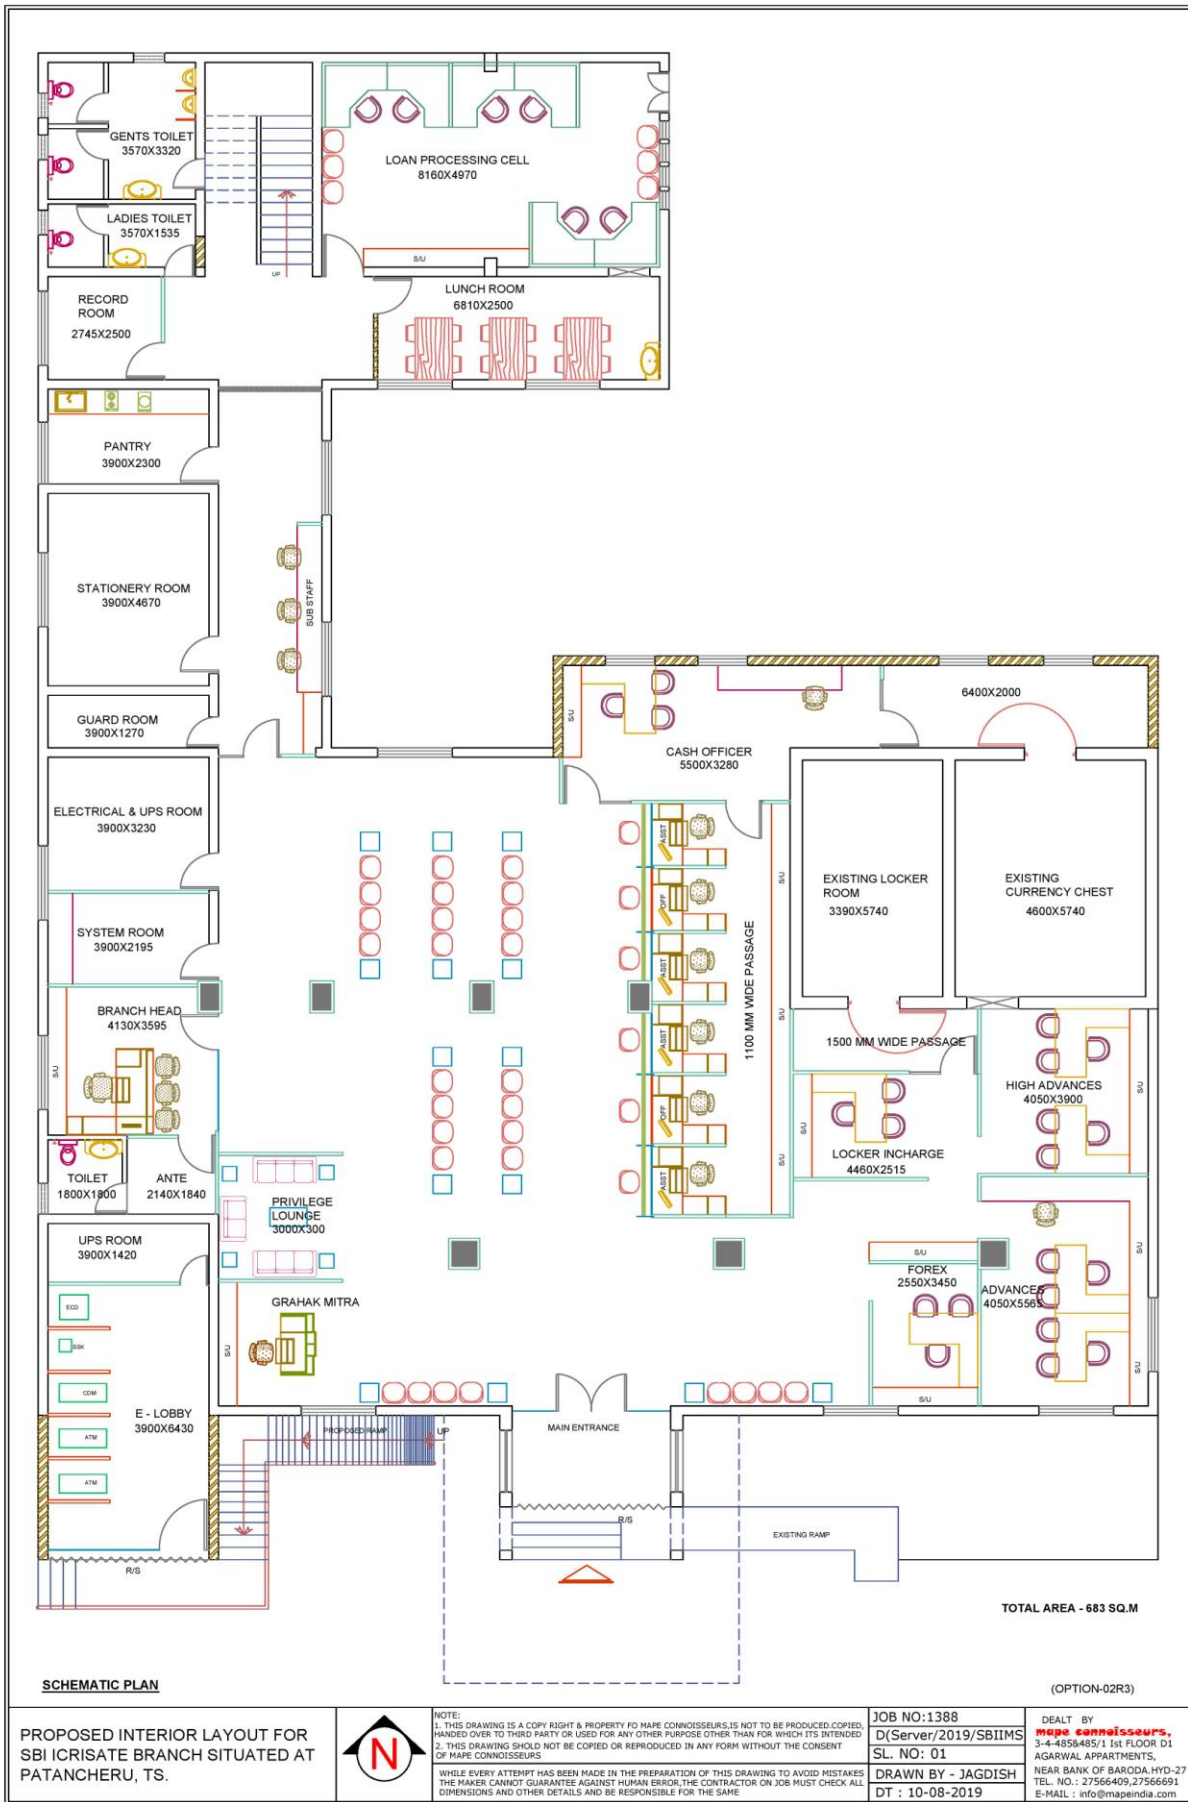 GENTS TOILET
3570X3320
LADIES TOILET
3570X1535
UP
LOAN PROCESSING CELL
8160X4970
S/U
RECORD
ROOM
2745X2500
LUNCH ROOM
6810X2500
PANTRY
3900X2300
STATIONERY ROOM
3900X4670
SUB STAFF
GUARD ROOM
3900X1270
S/U
CASH OFFICER
5500X3280
6400X2000
ELECTRICAL & UPS ROOM
3900X3230
SYSTEM ROOM
3900X2195
BRANCH HEAD
4130X3595
S/U
ASST
OFF
ASST
ASST
OFF
ASST
1100 MM WIDE PASSAGE
S/U
S/U
S/U
EXISTING LOCKER
ROOM
3390X5740
EXISTING
CURRENCY CHEST
4600X5740
1500 MM WIDE PASSAGE
HIGH ADVANCES
4050X3900
S/U
S/U
LOCKER INCHARGE
4460X2515
TOILET
1800X1800
ANTE
2140X1840
PRIVILEGE
LOUNGE
3000X300
UPS ROOM
3900X1420
GRAHAK MITRA
S/U
S/U
FOREX
2550X3450
S/U
ADVANCES
4050X5565
S/U
S/U
ECD
SSK
CDM
ATM
ATM
E - LOBBY
3900X6430
R/S
PROPOSED RAMP
UP
MAIN ENTRANCE
R/S
EXISTING RAMP
TOTAL AREA - 683 SQ.M
SCHEMATIC PLAN
(OPTION-02R3)
PROPOSED INTERIOR LAYOUT FOR
SBI ICRISATE BRANCH SITUATED AT
PATANCHERU, TS.
N
NOTE:
1. THIS DRAWING IS A COPY RIGHT & PROPERTY FO MAPE CONNOISSEURS,IS NOT TO BE PRODUCED.COPIED,
HANDED OVER TO THIRD PARTY OR USED FOR ANY OTHER PURPOSE OTHER THAN FOR WHICH ITS INTENDED
2. THIS DRAWING SHOLD NOT BE COPIED OR REPRODUCED IN ANY FORM WITHOUT THE CONSENT
OF MAPE CONNOISSEURS
WHILE EVERY ATTEMPT HAS BEEN MADE IN THE PREPARATION OF THIS DRAWING TO AVOID MISTAKES
THE MAKER CANNOT GUARANTEE AGAINST HUMAN ERROR,THE CONTRACTOR ON JOB MUST CHECK ALL
DIMENSIONS AND OTHER DETAILS AND BE RESPONSIBLE FOR THE SAME
JOB NO:1388
D(Server/2019/SBIIMS
SL. NO: 01
DRAWN BY - JAGDISH
DT : 10-08-2019
DEALT BY
mape connoisseurs,
3-4-485&485/1 Ist FLOOR D1
AGARWAL APPARTMENTS,
NEAR BANK OF BARODA.HYD-27
TEL. NO.: 27566409,27566691
E-MAIL : info@mapeindia.com